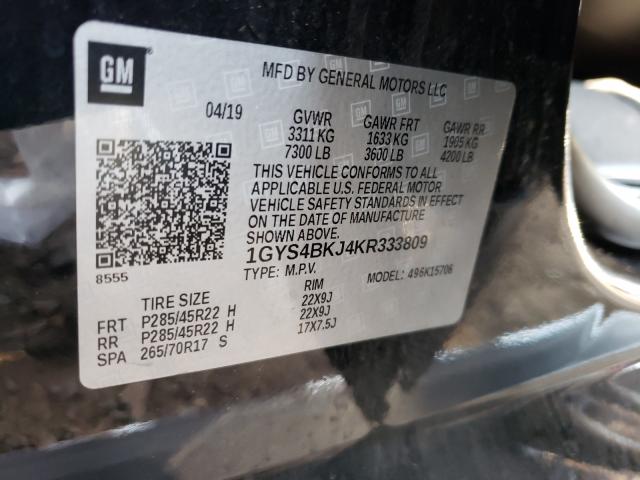 GM
MFD BY GENERAL MOTORS LLC
04/19 GVWR GAWR FRT GAWR RR
3311 KG 1633 KG 1905 KG
7300 LB 3600 LB 4200 LB
THIS VEHICLE CONFORMS TO ALL
APPLICABLE U.S. FEDERAL MOTOR
VEHICLE SAFETY STANDARDS IN EFFECT
ON THE DATE OF MANUFACTURE
SHOWN ABOVE.
1GYS4BKJ4KR333809
8555 TYPE: M.P.V. MODEL: 496K15706
TIRE SIZE RIM
FRT P285/45R22 H 22X9J
RR P285/45R22 H 22X9J
SPA 265/70R17 S 17X7.5J